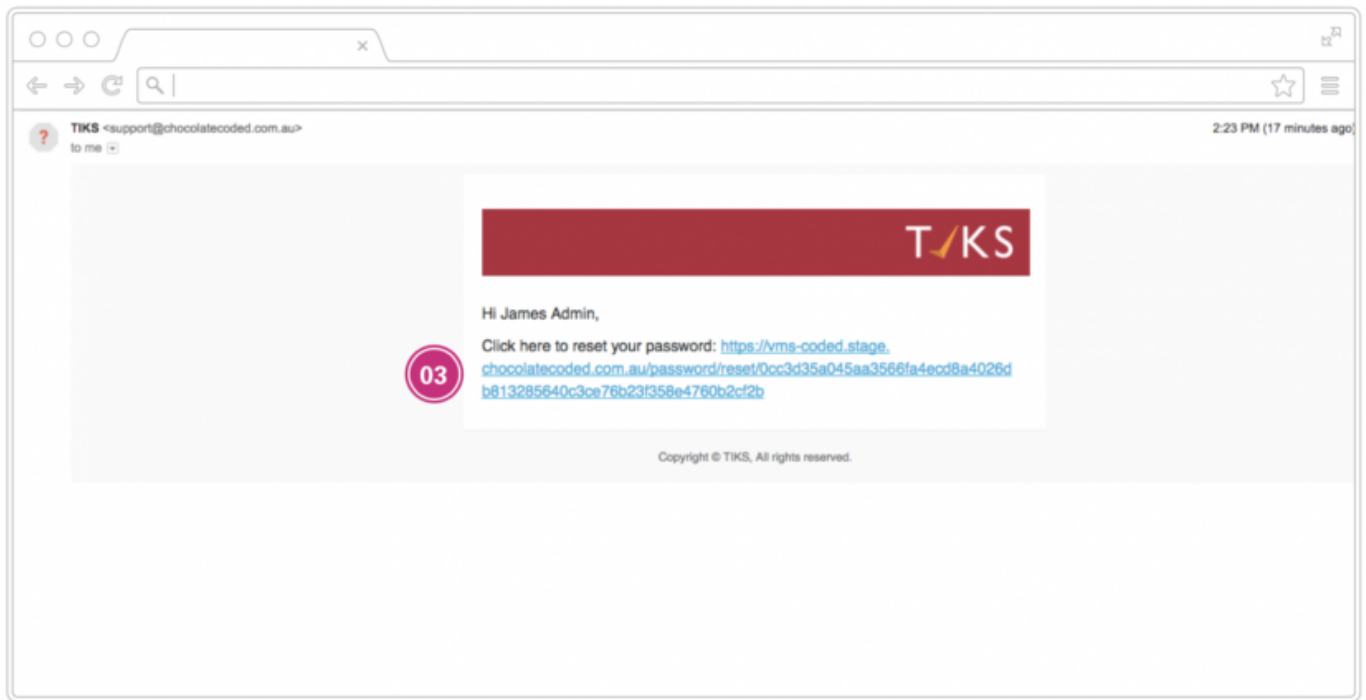 TIKS <support@chocolatecoded.com.au>
2:23 PM (17 minutes ago)
to me
TIKS
Hi James Admin,
Click here to reset your password: https://vms-coded.stage.
03
chocolatecoded.com.au/password/reset/0cc3d35a045aa3566fa4ecd8a4026d
b813285640c3ce76b23f358e4760b2cf2b
Copyright © TIKS, All rights reserved.